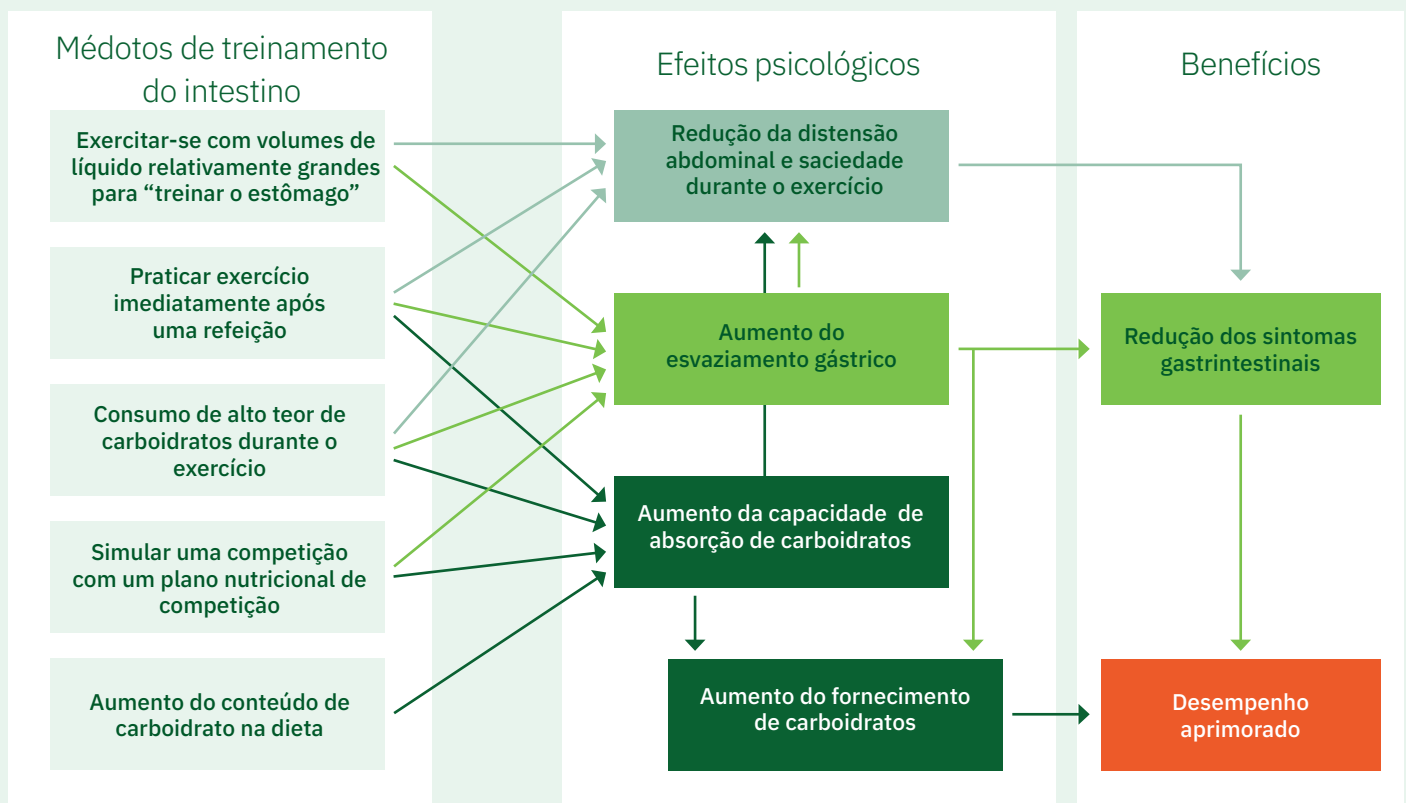 Médotos de treinamento
do intestino
Exercitar-se com volumes de
líquido relativamente grandes
para “treinar o estômago”
Praticar exercício
imediatamente após
uma refeição
Consumo de alto teor de
carboidratos durante o
exercício
Simular uma competição
com um plano nutricional de
competição
Aumento do conteúdo de
carboidrato na dieta
Efeitos psicológicos
Redução da distensão
abdominal e saciedade
durante o exercício
Aumento do
esvaziamento gástrico
Aumento da capacidade de
absorção de carboidratos
Aumento do fornecimento
de carboidratos
Benefícios
Redução dos sintomas
gastrintestinais
Desempenho
aprimorado